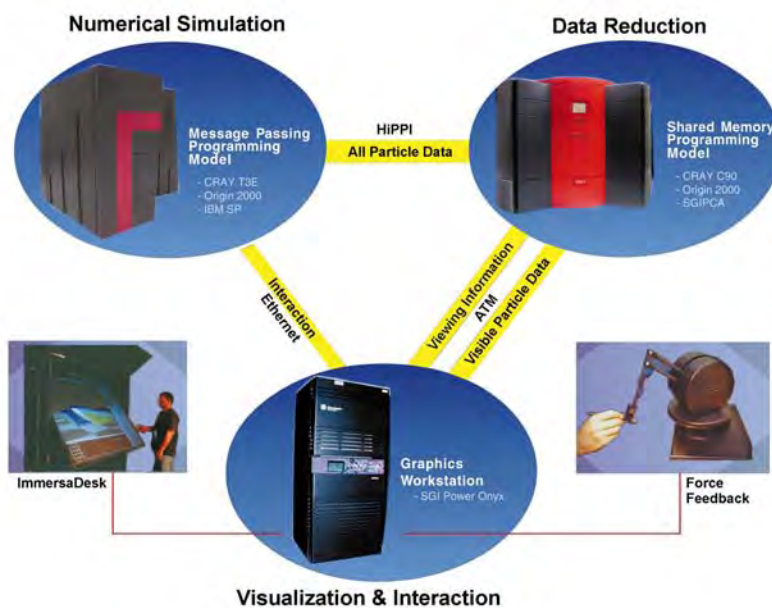 Numerical Simulation
Data Reduction
Message Passing
Programming
Model
- CRAY T3E
- Origin 2000
- IBM SP
HiPPI
All Particle Data
Shared Memory
Programming
Model
- CRAY C90
- Origin 2000
- SGIPCA
Interaction
Ethernet
Viewing Information
ATM
Visible Particle Data
ImmersaDesk
Graphics
Workstation
- SGI Power Onyx
Force
Feedback
Visualization & Interaction